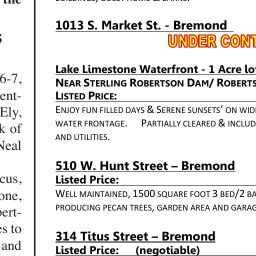 the
1013 S. Market St. - Bremond
UNDER CONT
Lake Limestone Waterfront - 1 Acre lo
NEAR STERLING ROBERTSON DAM/ ROBERTS
LISTED PRICE:
ENJOY FUN FILLED DAYS & SERENE SUNSETS' ON WID
WATER FRONTAGE. PARTIALLY CLEARED & INCLUD
AND UTILITIES.
510 W. Hunt Street – Bremond
Listed Price:
WELL MAINTAINED, 1500 SQUARE FOOT 3 BED/2 BA
PRODUCING PECAN TREES, GARDEN AREA AND GARAG
314 Titus Street – Bremond
Listed Price: (negotiable)
6-7,
ent-
Ely,
k of
Neal
cus,
one,
bert-
es to
and